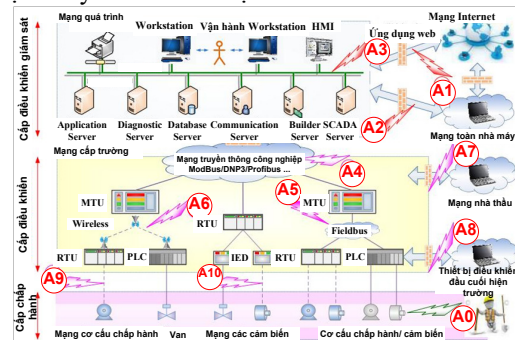 Mạng quá trình
Workstation
Vận hành
Workstation
HMI
Mạng Internet
Ứng dụng web
A3
A1
A2
Application
Server
Diagnostic
Server
Database
Server
Communication
Server
Builder
Server
SCADA
Server
Mạng toàn nhà máy
Cấp điều khiển giám sát
Mạng cấp trường
Mạng truyền thông công nghiệp
ModBus/DNP3/Profibus ...
A4
A7
MTU
A6
A5
MTU
Mạng nhà thầu
Wireless
RTU
Fieldbus
A8
RTU
PLC
A10
IED
RTU
PLC
Thiết bị điều khiển
đầu cuối hiện
trường
Cấp điều khiển
A9
A0
Cấp chấp
hành
Mạng cơ cấu chấp hành
Van
Mạng các cảm biến
Cơ cấu chấp hành/ cảm biến